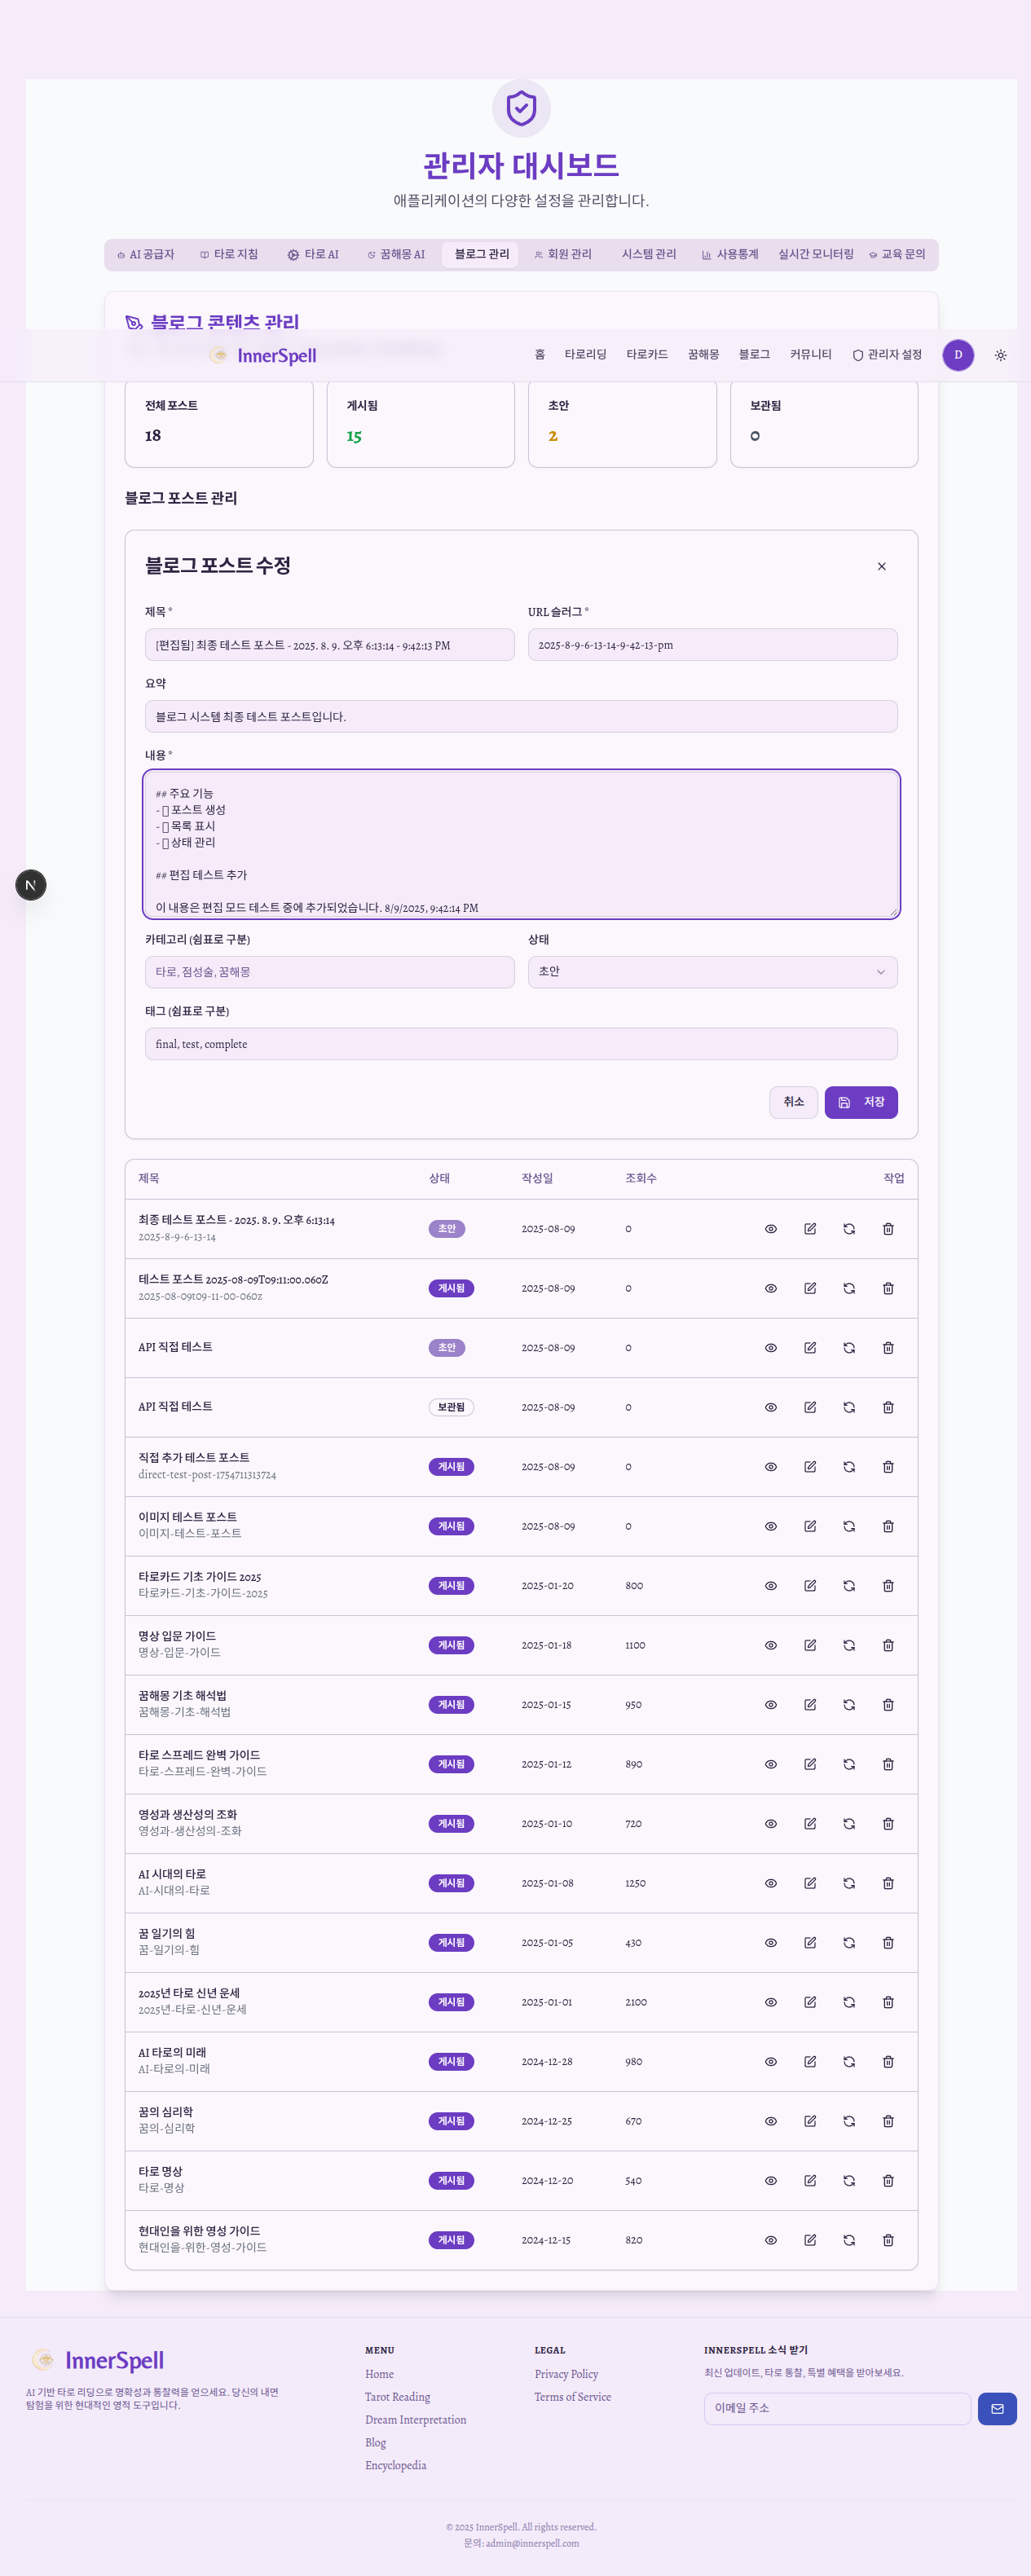 관리자 대시보드
애플리케이션의 다양한 설정을 관리합니다.
AI 공급자 타로 지침 타로 AI 꿈해몽 AI 블로그 관리 회원 관리 시스템 관리 사용통계 실시간 모니터링 교육 문의
블로그 콘텐츠 관리
InnerSpell 홈 타로리딩 타로카드 꿈해몽 블로그 커뮤니티 관리자 설정 D
전체 포스트 게시됨 초안 보관됨
18 15 2 0
블로그 포스트 관리
블로그 포스트 수정
제목 * URL 슬러그 *
[편집됨] 최종 테스트 포스트 - 2025. 8. 9. 오후 6:13:14 - 9:42:13 PM 2025-8-9-6-13-14-9-42-13-pm
요약
블로그 시스템 최종 테스트 포스트입니다.
내용 *
## 주요 기능
- 포스트 생성
- 목록 표시
- 상태 관리
## 편집 테스트 추가
이 내용은 편집 모드 테스트 중에 추가되었습니다. 8/9/2025, 9:42:14 PM
N
카테고리 (쉼표로 구분) 상태
타로, 점성술, 꿈해몽 초안
태그 (쉼표로 구분)
final, test, complete
취소 저장
제목 상태 작성일 조회수 작업
최종 테스트 포스트 - 2025. 8. 9. 오후 6:13:14
2025-8-9-6-13-14
초안 2025-08-09 0
테스트 포스트 2025-08-09T09:11:00.060Z
2025-08-09t09-11-00-060z
게시됨 2025-08-09 0
API 직접 테스트 초안 2025-08-09 0
API 직접 테스트 보관됨 2025-08-09 0
직접 추가 테스트 포스트
direct-test-post-1754711313724
게시됨 2025-08-09 0
이미지 테스트 포스트
이미지-테스트-포스트
게시됨 2025-08-09 0
타로카드 기초 가이드 2025
타로카드-기초-가이드-2025
게시됨 2025-01-20 800
명상 입문 가이드
명상-입문-가이드
게시됨 2025-01-18 1100
꿈해몽 기초 해석법
꿈해몽-기초-해석법
게시됨 2025-01-15 950
타로 스프레드 완벽 가이드
타로-스프레드-완벽-가이드
게시됨 2025-01-12 890
영성과 생산성의 조화
영성과-생산성의-조화
게시됨 2025-01-10 720
AI 시대의 타로
AI-시대의-타로
게시됨 2025-01-08 1250
꿈 일기의 힘
꿈-일기의-힘
게시됨 2025-01-05 430
2025년 타로 신년 운세
2025년-타로-신년-운세
게시됨 2025-01-01 2100
AI 타로의 미래
AI-타로의-미래
게시됨 2024-12-28 980
꿈의 심리학
꿈의-심리학
게시됨 2024-12-25 670
타로 명상
타로-명상
게시됨 2024-12-20 540
현대인을 위한 영성 가이드
현대인을-위한-영성-가이드
게시됨 2024-12-15 820
InnerSpell
AI 기반 타로 리딩으로 명확성과 통찰력을 얻으세요. 당신의 내면
탐험을 위한 현대적인 영적 도구입니다.
MENU
Home
Tarot Reading
Dream Interpretation
Blog
Encyclopedia
LEGAL
Privacy Policy
Terms of Service
INNERSPELL 소식 받기
최신 업데이트, 타로 통찰, 특별 혜택을 받아보세요.
이메일 주소
© 2025 InnerSpell. All rights reserved.
문의: admin@innerspell.com